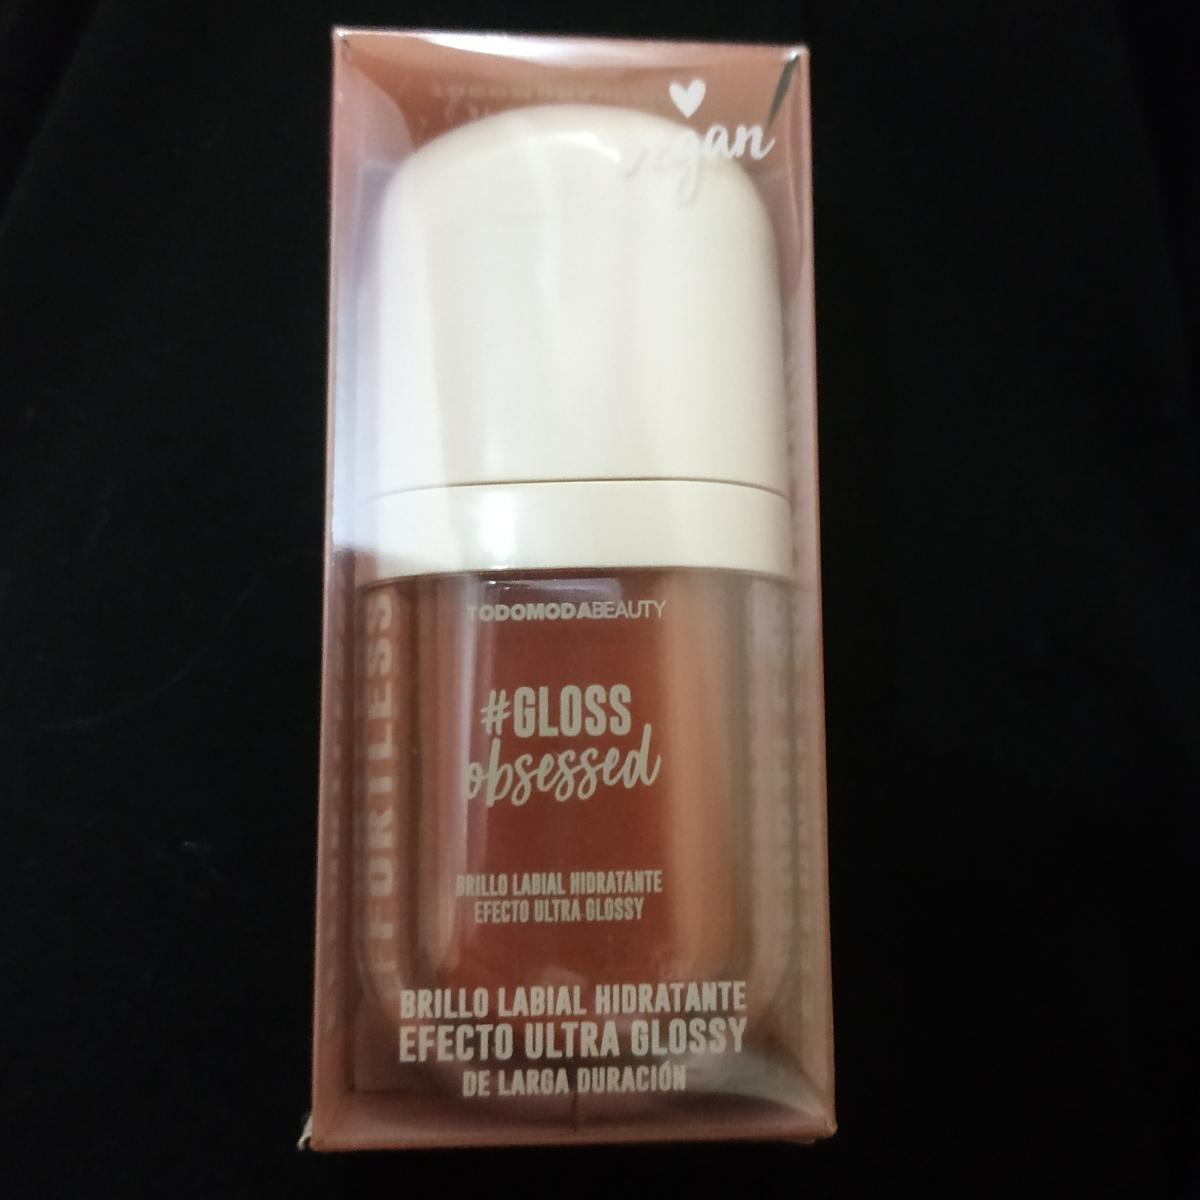 vegan
TODOMODABEAUTY
#GLOSS
obsessed
BRILLO LABIAL HIDRATANTE
EFECTO ULTRA GLOSSY
BRILLO LABIAL HIDRATANTE
EFECTO ULTRA GLOSSY
DE LARGA DURACIÓN
EFFORTLESS